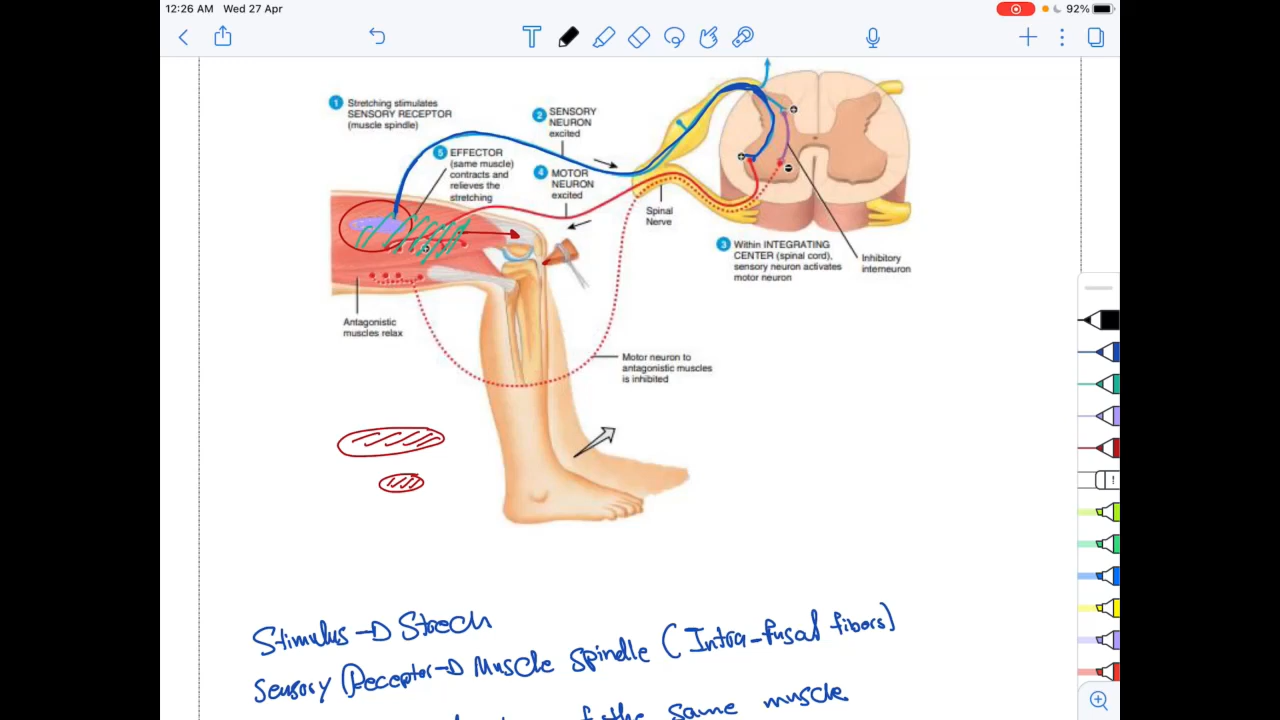 12:26 AM Wed 27 Apr
92%
1 Stretching stimulates
SENSORY RECEPTOR
(muscle spindle)
2 SENSORY
NEURON
excited
5 EFFECTOR
(same muscle)
contracts and
relieves the
stretching
4 MOTOR
NEURON
excited
Spinal
Nerve
3 Within INTEGRATING
CENTER (spinal cord),
sensory neuron activates
motor neuron
Inhibitory
interneuron
Antagonistic
muscles relax
Motor neuron to
antagonistic muscles
is inhibited
Stimulus → Strech
Sensory Receptor → Muscle spindle (Intra-fusal fibers)
of the same muscle